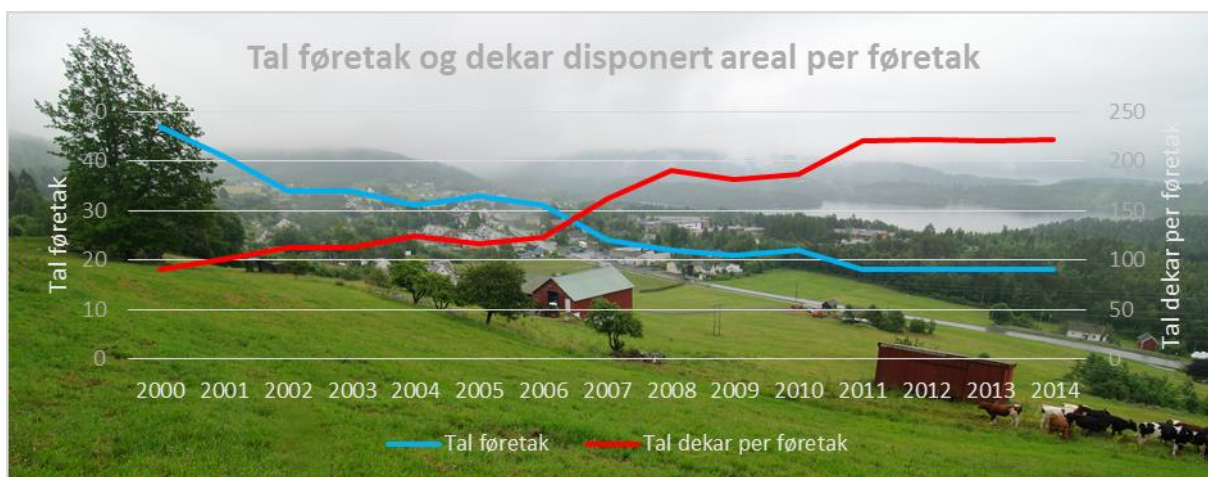 Tal føretak og dekar disponert areal per føretak
Tal føretak
50
40
30
20
10
0
250
200
150
100
50
0
Tal dekar per føretak
2000 2001 2002 2003 2004 2005 2006 2007 2008 2009 2010 2011 2012 2013 2014
Tal føretak Tal dekar per føretak